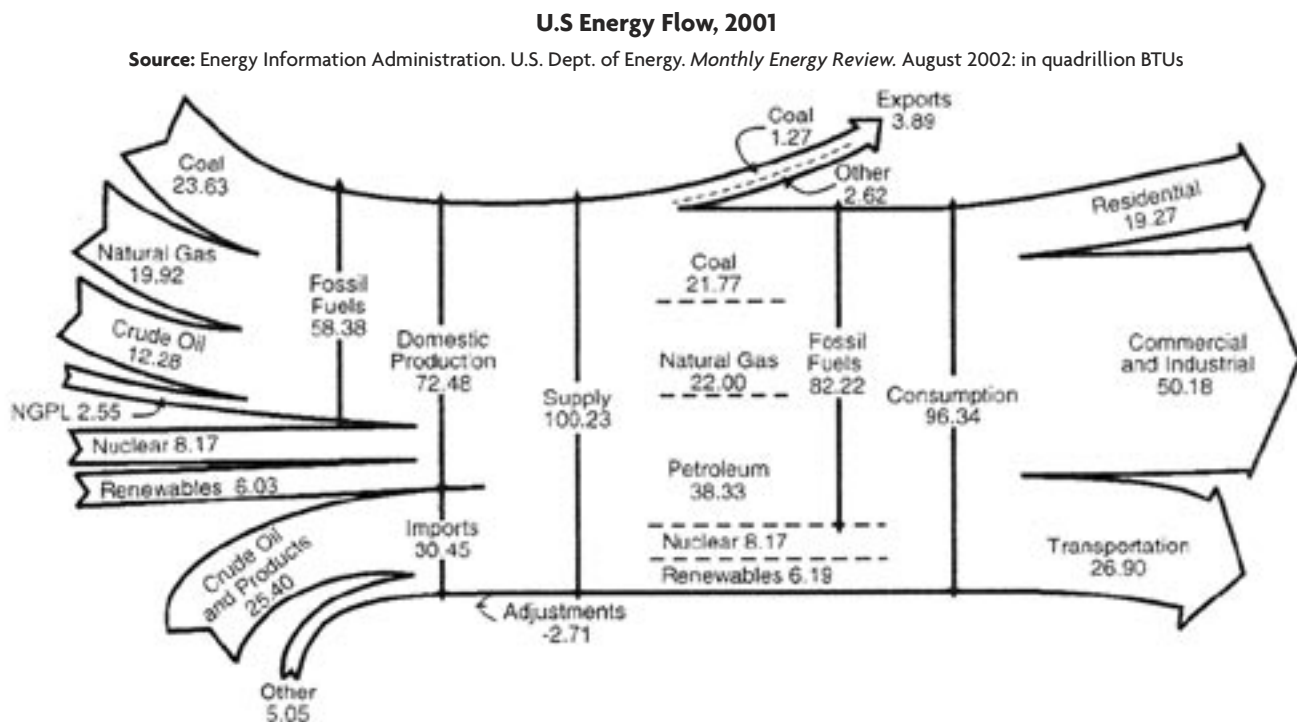 U.S Energy Flow, 2001
Source: Energy Information Administration. U.S. Dept. of Energy. Monthly Energy Review. August 2002: in quadrillion BTUs
Coal
23.63
Natural Gas
19.92
Crude Oil
12.28
NGPL 2.55
Nuclear 8.17
Renewables 6.03
Crude Oil
and Products
25.40
Other
5.05
Fossil
Fuels
58.38
Domestic
Production
72.48
Imports
30.45
Adjustments
-2.71
Supply
100.23
Coal
1.27
Exports
3.89
Other
2.62
Coal
21.77
Natural Gas
22.00
Petroleum
38.33
Nuclear 8.17
Renewables 6.19
Fossil
Fuels
82.22
Consumption
96.34
Residential
19.27
Commercial
and Industrial
50.18
Transportation
26.90